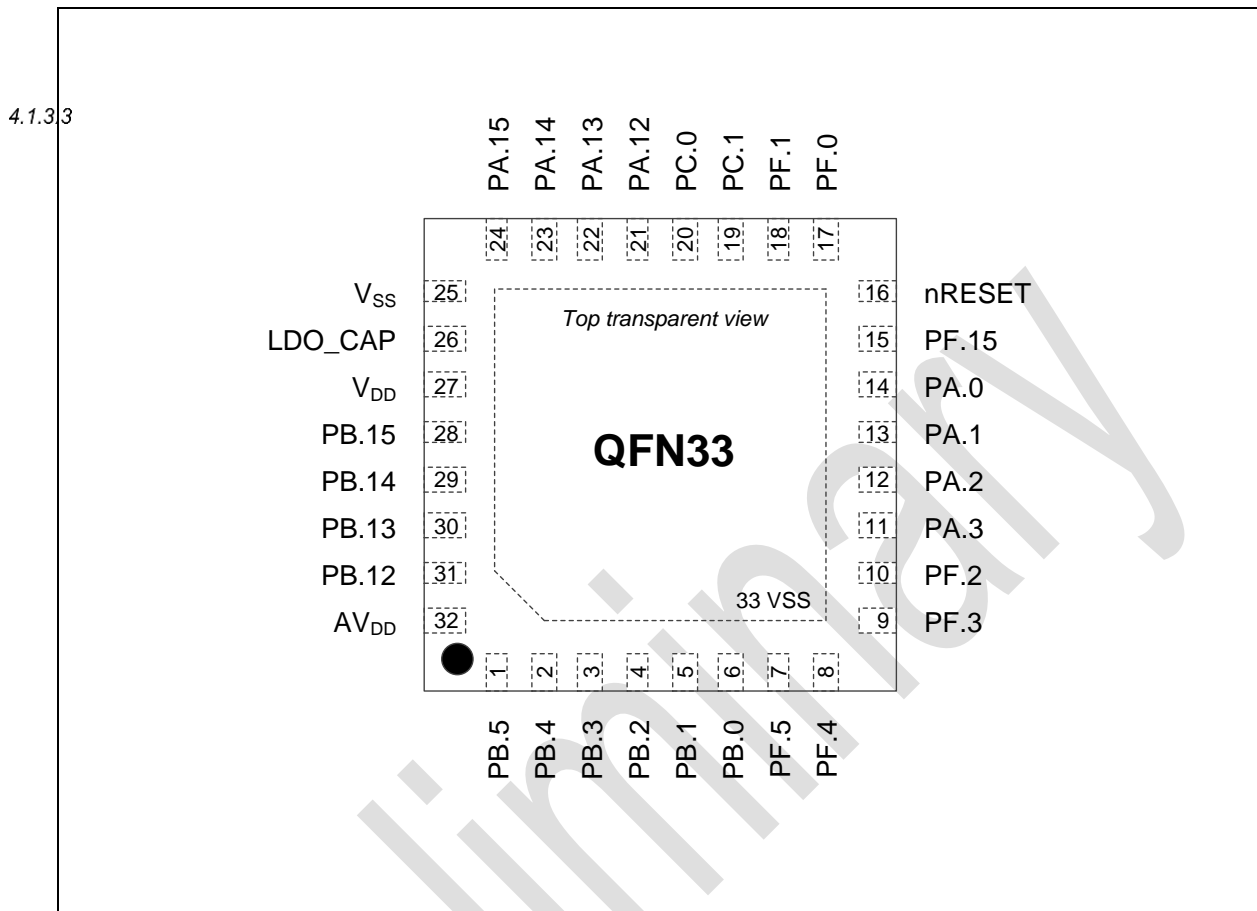 4.1.3.3
PA.15
PA.14
PA.13
PA.12
PC.0
PC.1
PF.1
PF.0
24
23
22
21
20
19
18
17
VSS 25
LDO_CAP 26
VDD 27
PB.15 28
PB.14 29
PB.13 30
PB.12 31
AVDD 32
Top transparent view
QFN33
33 VSS
16 nRESET
15 PF.15
14 PA.0
13 PA.1
12 PA.2
11 PA.3
10 PF.2
9 PF.3
1
2
3
4
5
6
7
8
PB.5
PB.4
PB.3
PB.2
PB.1
PB.0
PF.5
PF.4
liminary